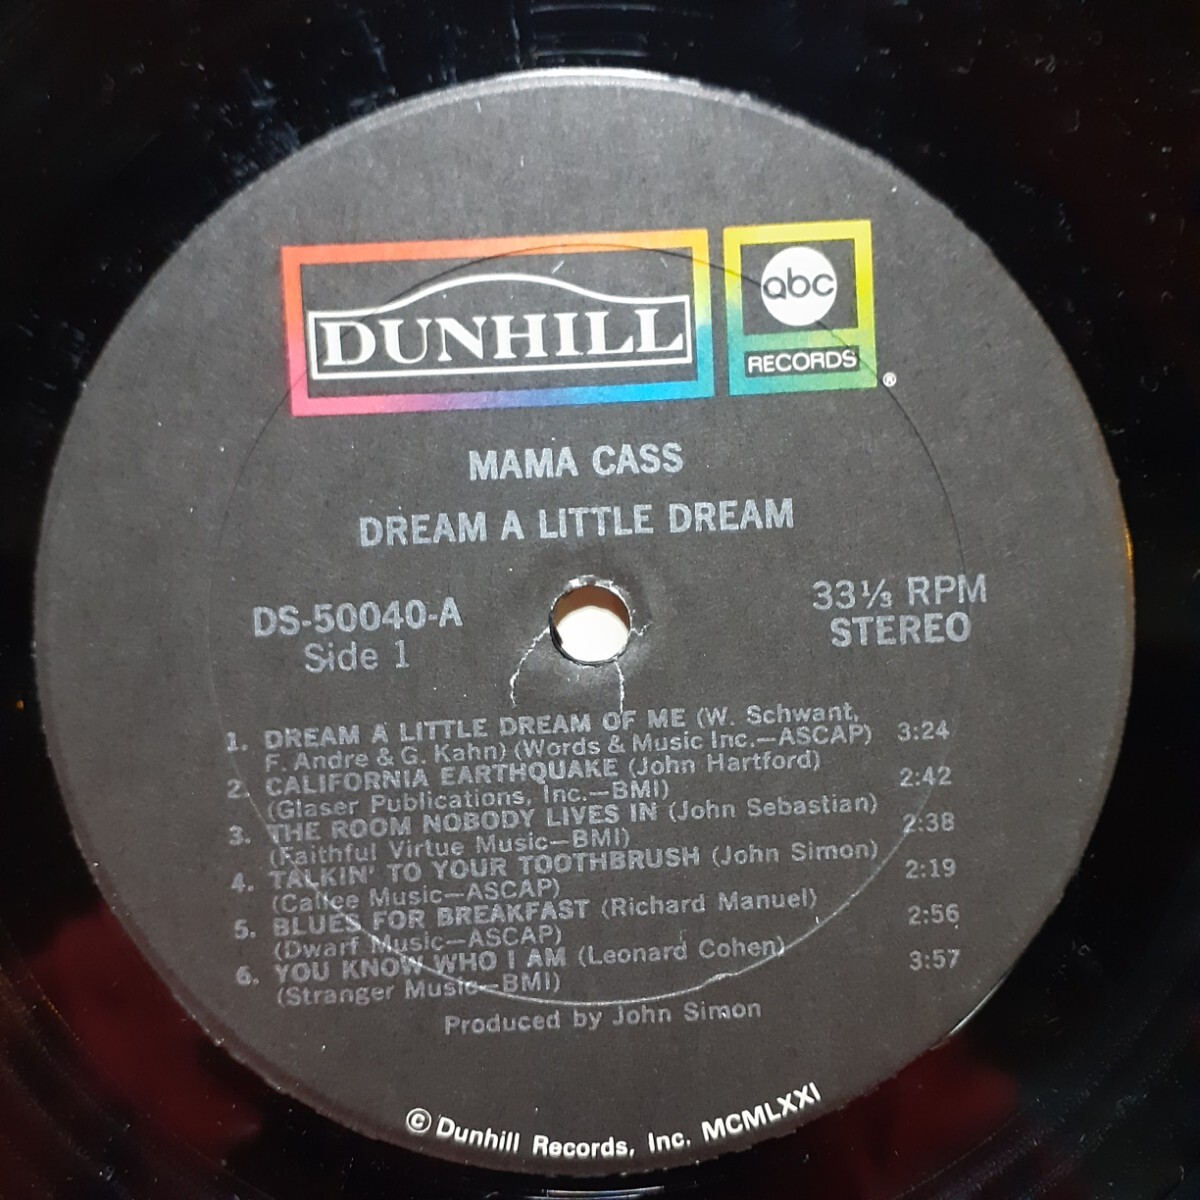 DUNHILL
abc
RECORDS
®
MAMA CASS
DREAM A LITTLE DREAM
DS-50040-A
Side 1
33⅓ RPM
STEREO
1. DREAM A LITTLE DREAM OF ME (W. Schwant,
F. Andre & G. Kahn) (Words & Music Inc.—ASCAP) 3:24
2. CALIFORNIA EARTHQUAKE (John Hartford)
(Glaser Publications, Inc.—BMI) 2:42
3. THE ROOM NOBODY LIVES IN (John Sebastian)
(Faithful Virtue Music—BMI) 2:38
4. TALKIN' TO YOUR TOOTHBRUSH (John Simon)
(Calice Music—ASCAP) 2:19
5. BLUES FOR BREAKFAST (Richard Manuel)
(Dwarf Music—ASCAP) 2:56
6. YOU KNOW WHO I AM (Leonard Cohen)
(Stranger Music—BMI) 3:57
Produced by John Simon
© Dunhill Records, Inc. MCMLXXI